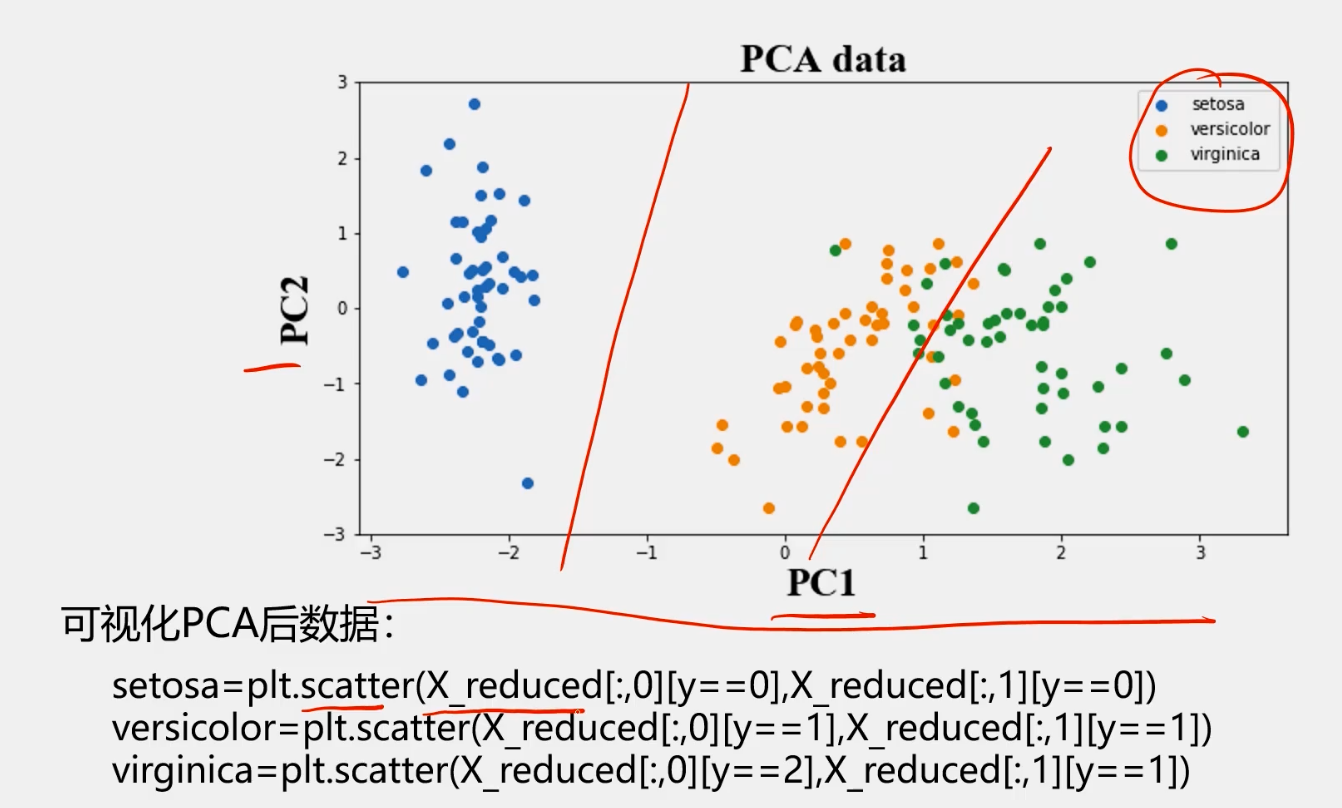 PCA data
setosa
versicolor
virginica
3
2
1
0
−1
−2
−3
PC2
−3
−2
−1
0
1
2
3
PC1
可视化PCA后数据：
setosa=plt.scatter(X_reduced[:,0][y==0],X_reduced[:,1][y==0])
versicolor=plt.scatter(X_reduced[:,0][y==1],X_reduced[:,1][y==1])
virginica=plt.scatter(X_reduced[:,0][y==2],X_reduced[:,1][y==1])